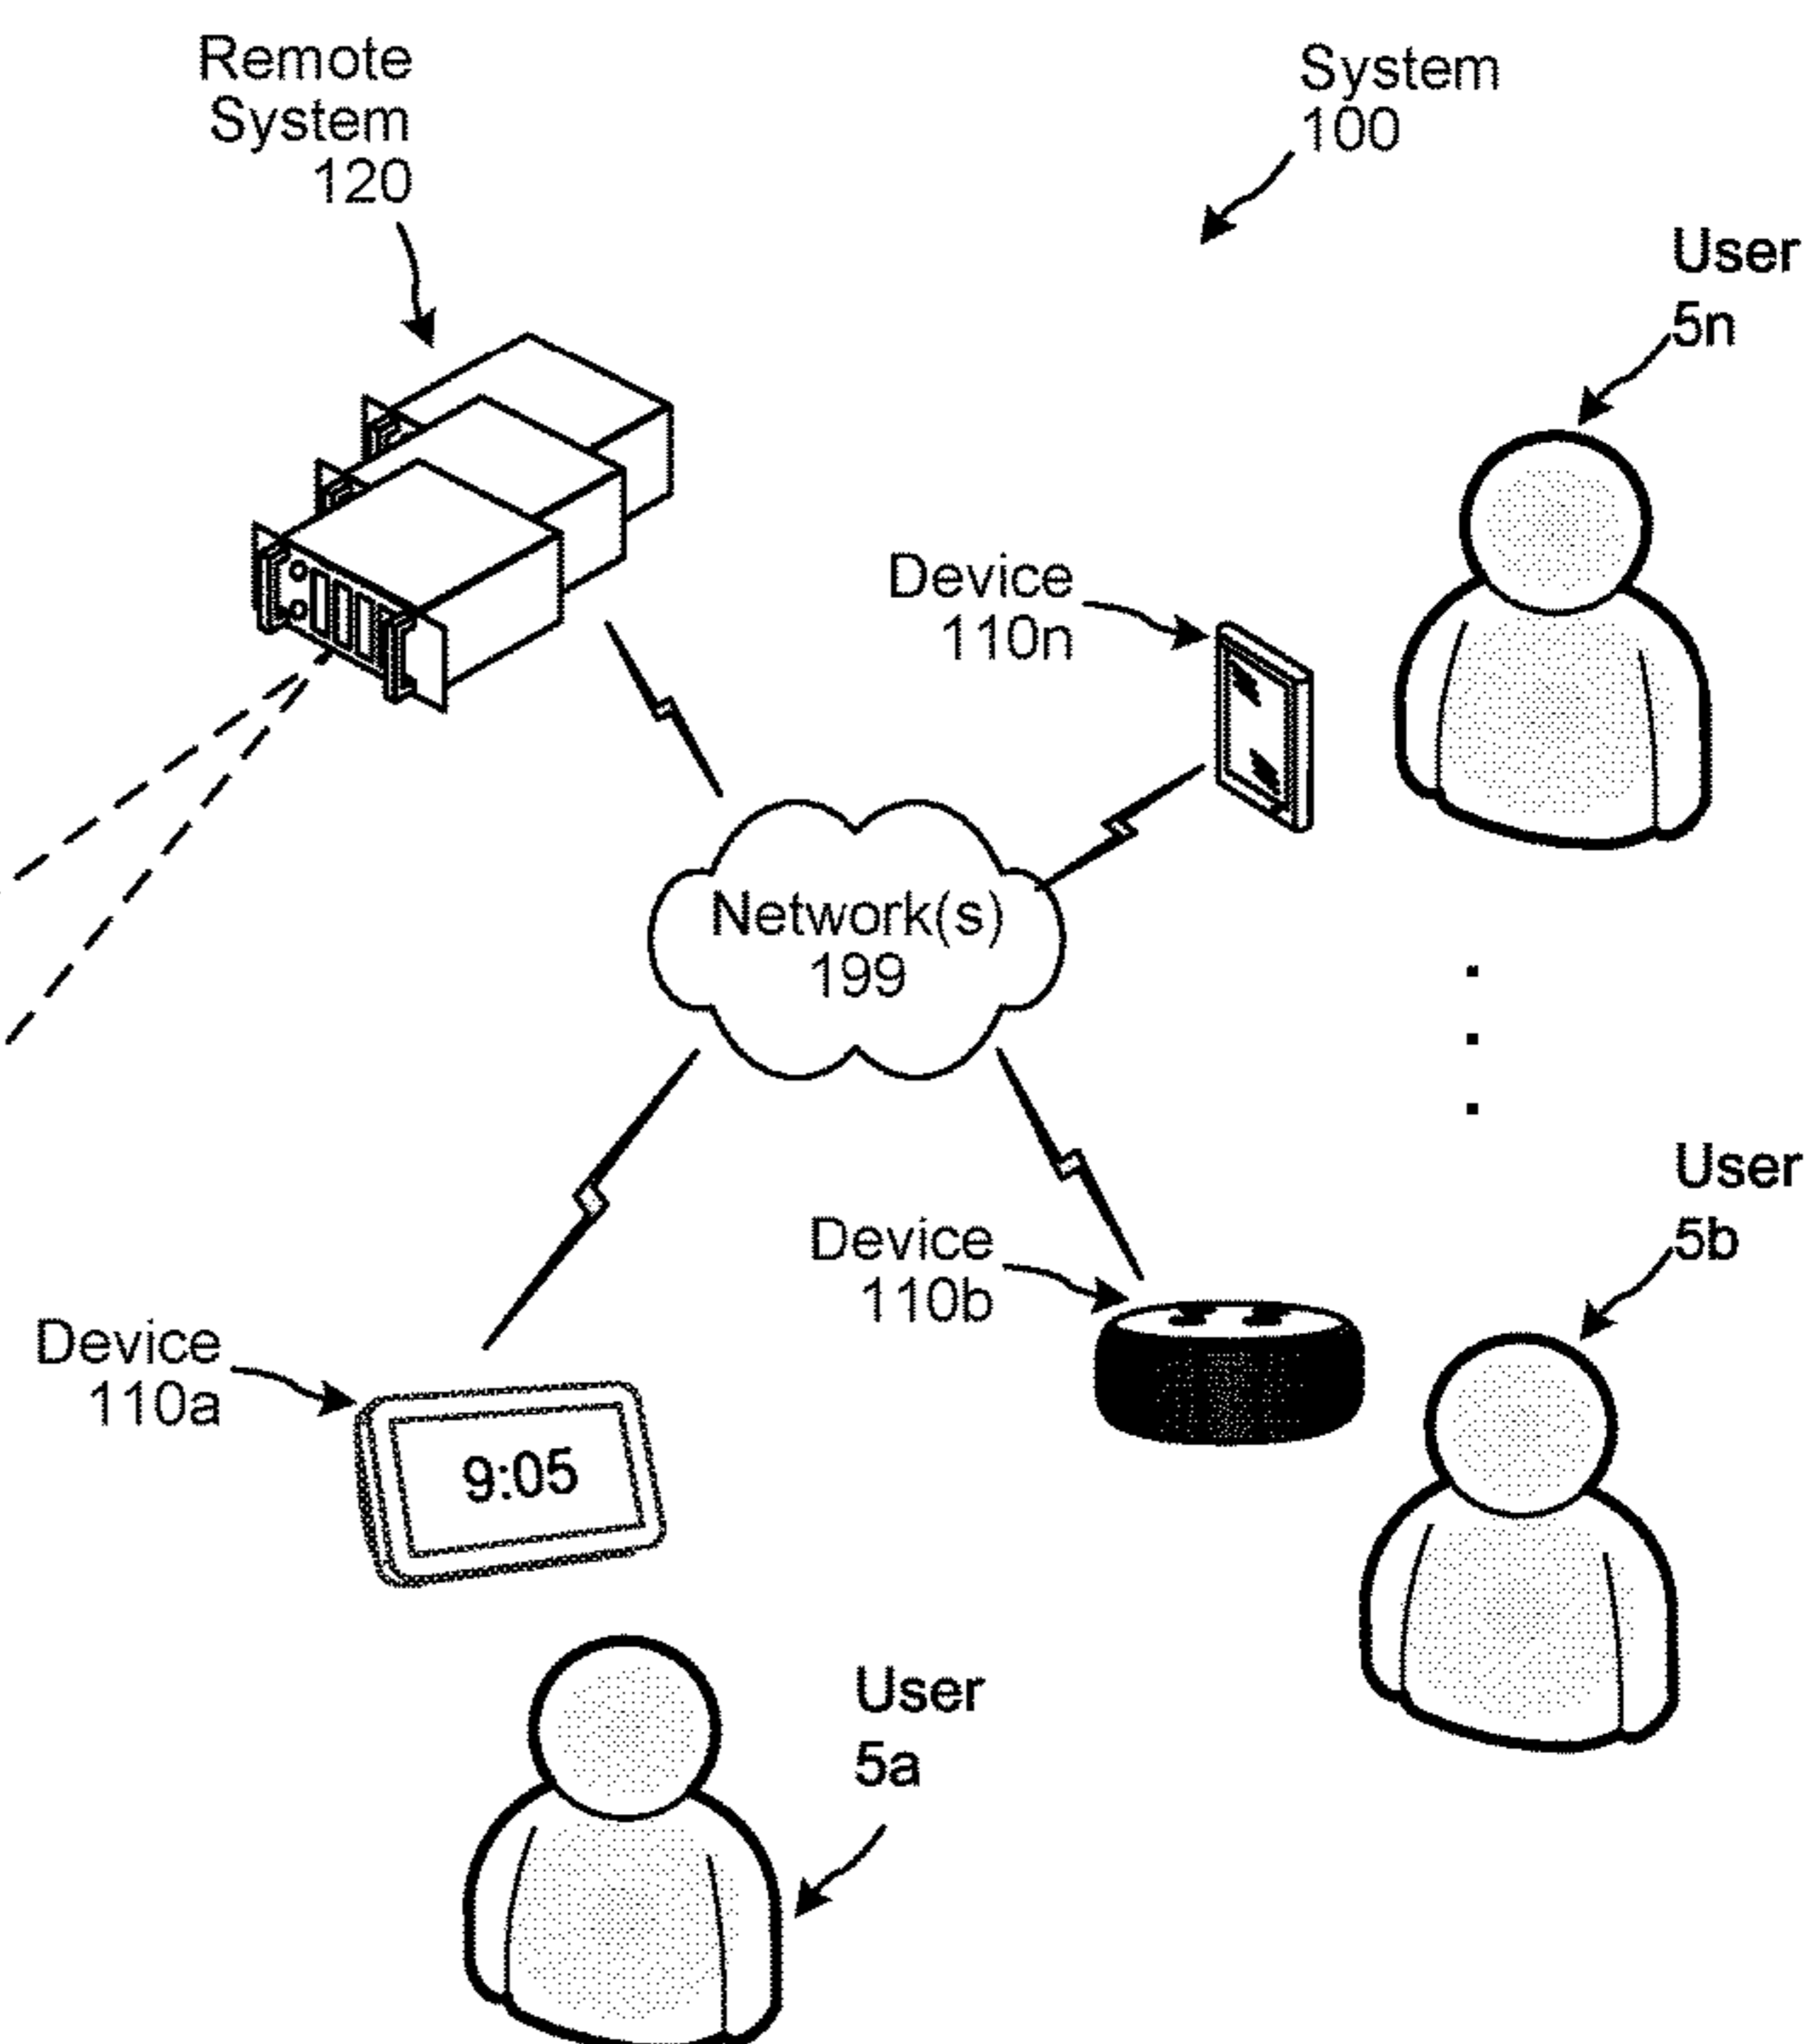 Remote
System
120
System
100
User
5n
Device
110n
Network(s)
199
User
5b
Device
110b
Device
110a
9:05
User
5a